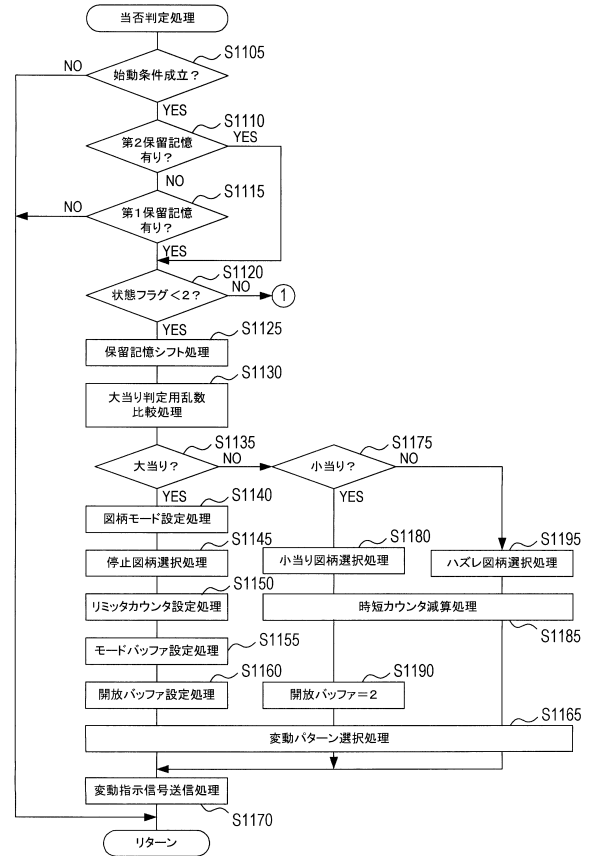 当否判定処理
S1105
始動条件成立？
NO
YES
S1110
第2保留記憶
有り？
YES
NO
S1115
第1保留記憶
有り？
NO
YES
S1120
状態フラグ＜2？
NO
1
YES
S1125
保留記憶シフト処理
S1130
大当り判定用乱数
比較処理
S1135
大当り？
NO
YES
S1175
小当り？
NO
YES
S1140
図柄モード設定処理
S1145
停止図柄選択処理
S1180
小当り図柄選択処理
S1195
ハズレ図柄選択処理
S1150
リミッタカウンタ設定処理
時短カウンタ減算処理
S1185
S1155
モードバッファ設定処理
S1160
開放バッファ設定処理
S1190
開放バッファ＝2
S1165
変動パターン選択処理
変動指示信号送信処理
S1170
リターン